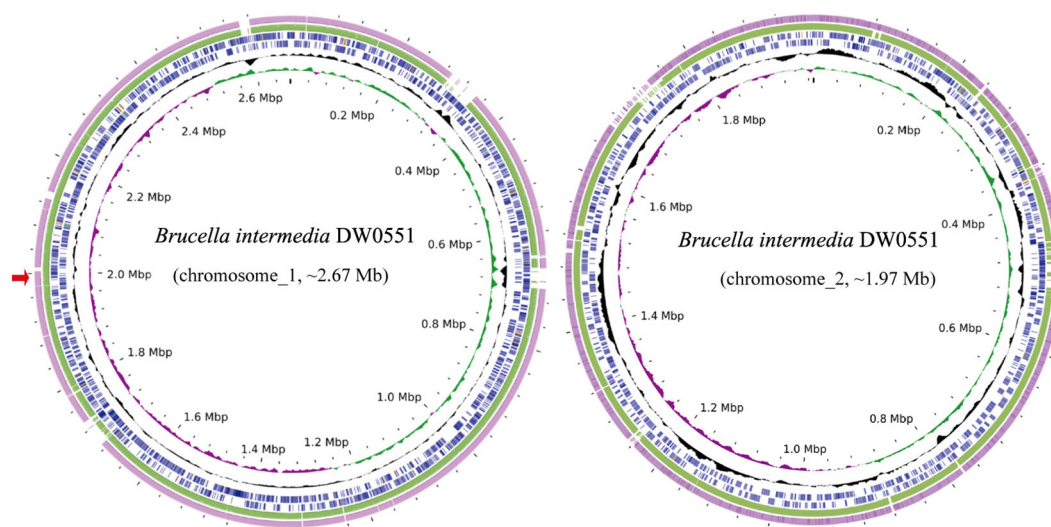 2.6 Mbp
0.2 Mbp
2.4 Mbp
0.4 Mbp
2.2 Mbp
0.6 Mbp
Brucella intermedia DW0551
(chromosome_1, ~2.67 Mb)
2.0 Mbp
0.8 Mbp
1.8 Mbp
1.0 Mbp
1.6 Mbp
1.4 Mbp
1.2 Mbp
1.8 Mbp
0.2 Mbp
1.6 Mbp
0.4 Mbp
Brucella intermedia DW0551
(chromosome_2, ~1.97 Mb)
1.4 Mbp
0.6 Mbp
1.2 Mbp
0.8 Mbp
1.0 Mbp